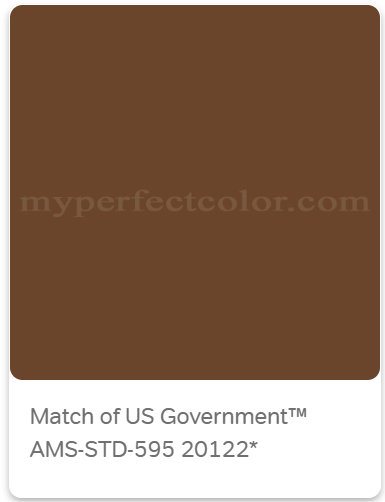 myperfectcolor.com
Match of US Government™
AMS-STD-595 20122*